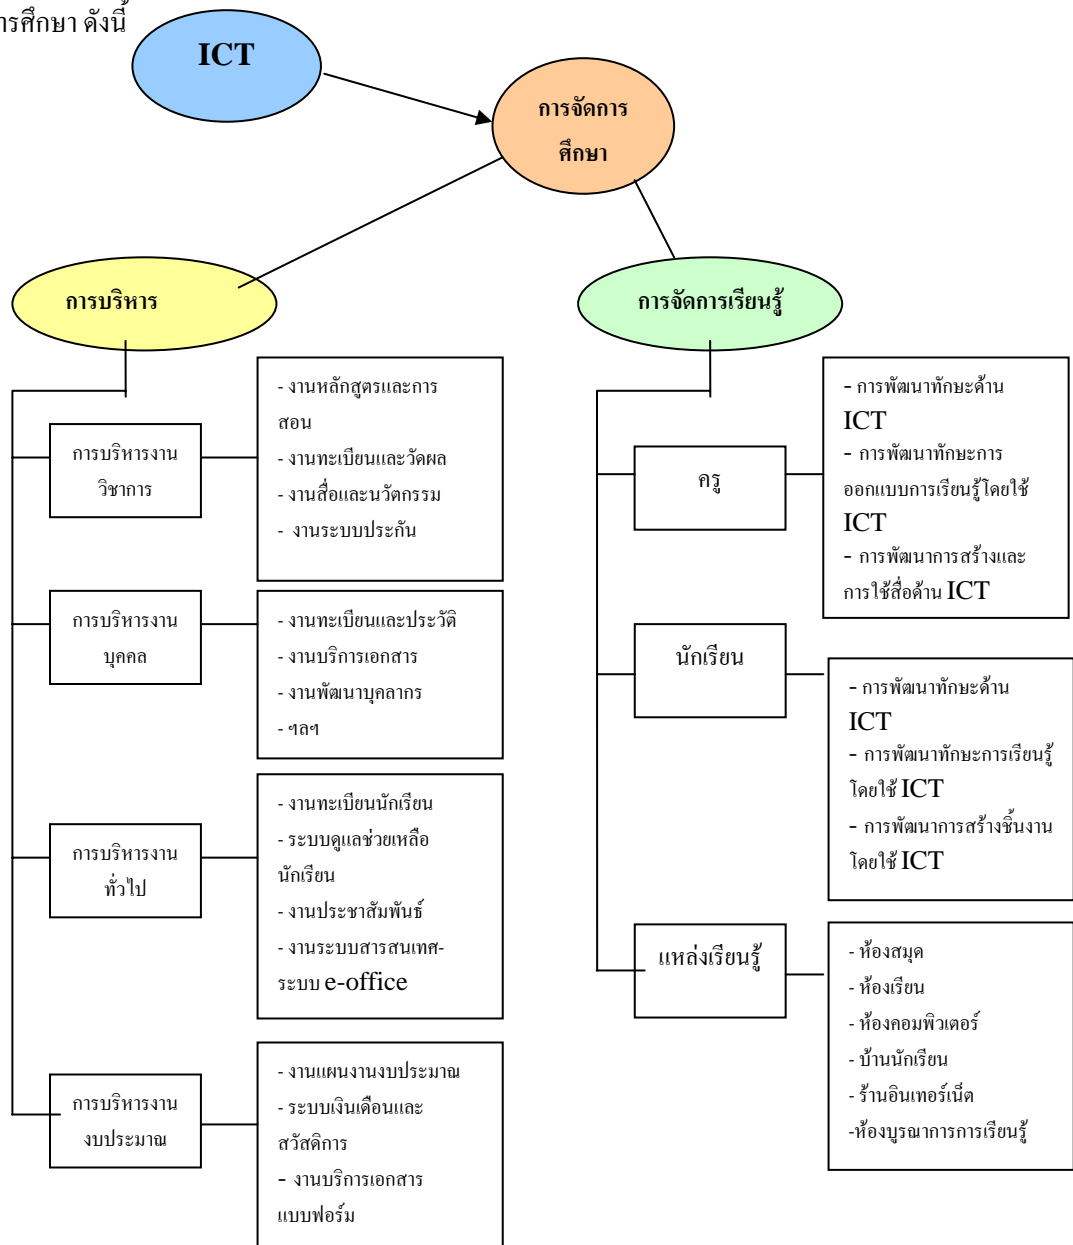 การศึกษา ดังนี้
ICT
การจัดการ
ศึกษา
การบริหาร
การจัดการเรียนรู้
การบริหารงาน
วิชาการ
- งานหลักสูตรและการ
สอน
- งานทะเบียนและวัดผล
- งานสื่อและนวัตกรรม
- งานระบบประกัน
การบริหารงาน
บุคคล
- งานทะเบียนและประวัติ
- งานบริการเอกสาร
- งานพัฒนาบุคลากร
- ฯลฯ
การบริหารงาน
ทั่วไป
- งานทะเบียนนักเรียน
- ระบบดูแลช่วยเหลือ
นักเรียน
- งานประชาสัมพันธ์
- งานระบบสารสนเทศ-
ระบบ e-office
การบริหารงาน
งบประมาณ
- งานแผนงานงบประมาณ
- ระบบเงินเดือนและ
สวัสดิการ
- งานบริการเอกสาร
แบบฟอร์ม
ครู
- การพัฒนาทักษะด้าน
ICT
- การพัฒนาทักษะการ
ออกแบบการเรียนรู้โดยใช้
ICT
- การพัฒนาการสร้างและ
การใช้สื่อด้าน ICT
นักเรียน
- การพัฒนาทักษะด้าน
ICT
- การพัฒนาทักษะการเรียนรู้
โดยใช้ ICT
- การพัฒนาการสร้างชิ้นงาน
โดยใช้ ICT
แหล่งเรียนรู้
- ห้องสมุด
- ห้องเรียน
- ห้องคอมพิวเตอร์
- บ้านนักเรียน
- ร้านอินเทอร์เน็ต
-ห้องบูรณาการการเรียนรู้